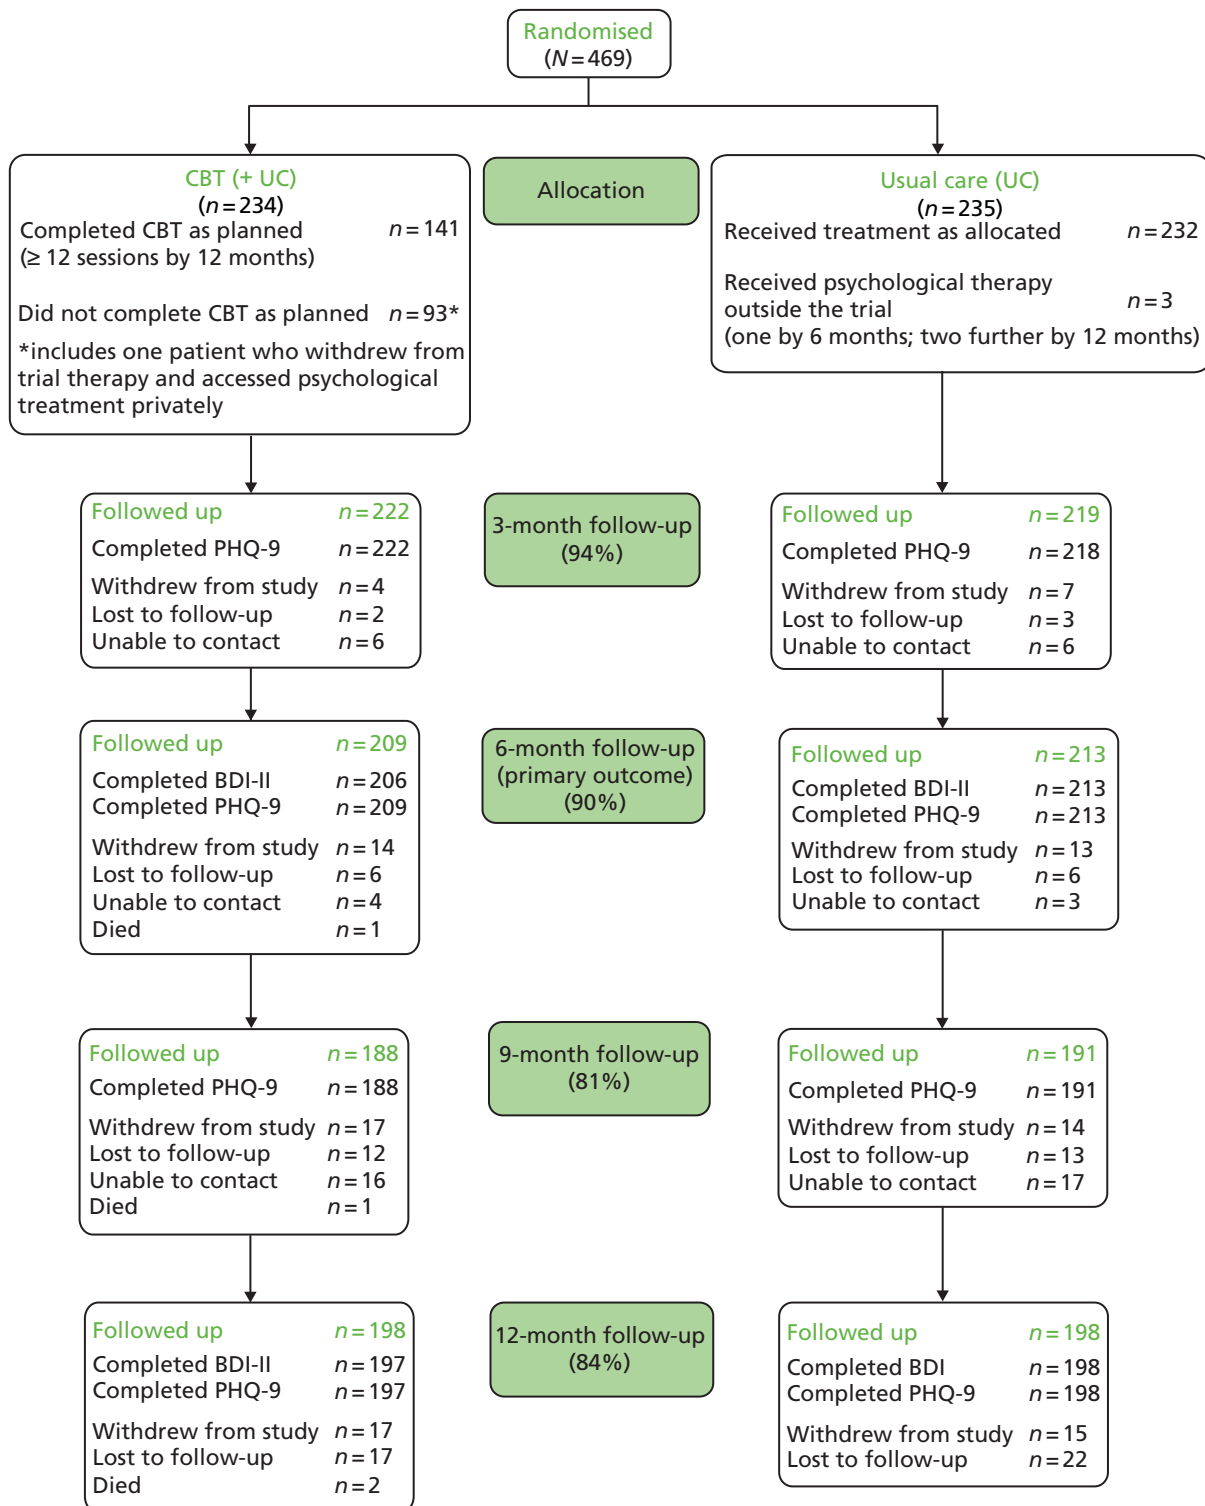 Randomised
(N=469)
CBT (+ UC)
(n=234)
Completed CBT as planned n=141
(≥ 12 sessions by 12 months)
Did not complete CBT as planned n=93*
*includes one patient who withdrew from
trial therapy and accessed psychological
treatment privately
Allocation
Usual care (UC)
(n=235)
Received treatment as allocated n=232
Received psychological therapy
outside the trial n=3
(one by 6 months; two further by 12 months)
Followed up n=222
Completed PHQ-9 n=222
Withdrew from study n=4
Lost to follow-up n=2
Unable to contact n=6
3-month follow-up
(94%)
Followed up n=219
Completed PHQ-9 n=218
Withdrew from study n=7
Lost to follow-up n=3
Unable to contact n=6
Followed up n=209
Completed BDI-II n=206
Completed PHQ-9 n=209
Withdrew from study n=14
Lost to follow-up n=6
Unable to contact n=4
Died n=1
6-month follow-up
(primary outcome)
(90%)
Followed up n=213
Completed BDI-II n=213
Completed PHQ-9 n=213
Withdrew from study n=13
Lost to follow-up n=6
Unable to contact n=3
Followed up n=188
Completed PHQ-9 n=188
Withdrew from study n=17
Lost to follow-up n=12
Unable to contact n=16
Died n=1
9-month follow-up
(81%)
Followed up n=191
Completed PHQ-9 n=191
Withdrew from study n=14
Lost to follow-up n=13
Unable to contact n=17
Followed up n=198
Completed BDI-II n=197
Completed PHQ-9 n=197
Withdrew from study n=17
Lost to follow-up n=17
Died n=2
12-month follow-up
(84%)
Followed up n=198
Completed BDI n=198
Completed PHQ-9 n=198
Withdrew from study n=15
Lost to follow-up n=22